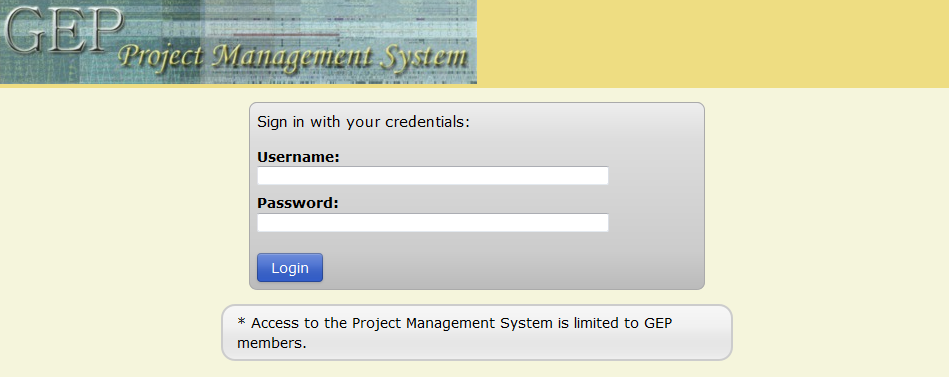 GEP
Project Management System
Sign in with your credentials:
Username:
Password:
Login
* Access to the Project Management System is limited to GEP
members.